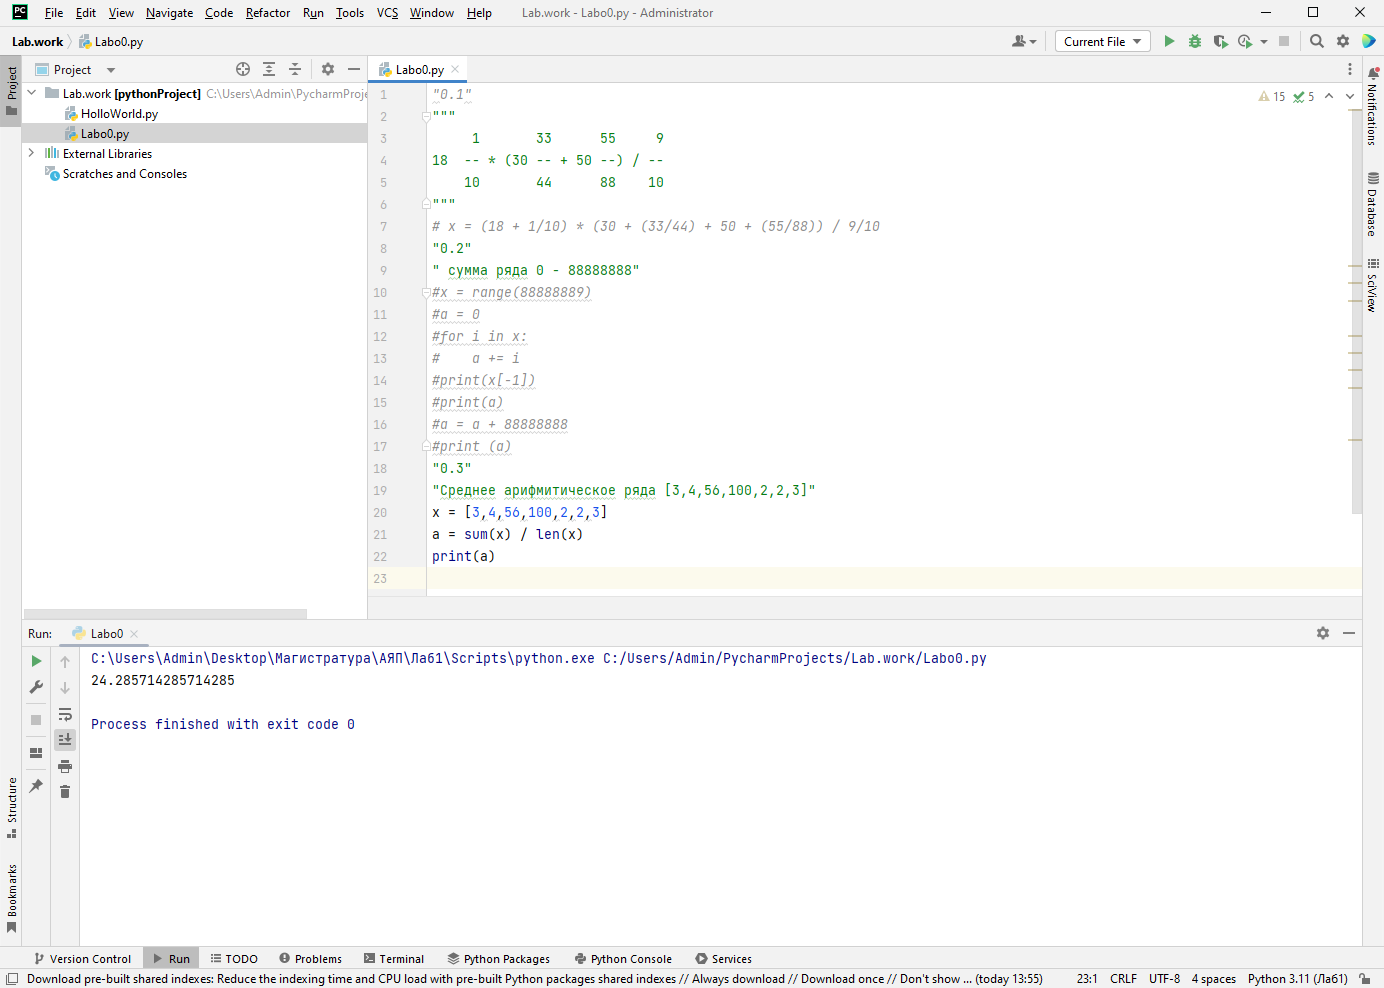 PC File Edit View Navigate Code Refactor Run Tools VCS Window Help Lab.work - Labo0.py - Administrator
Lab.work Labo0.py Current File
Project Labo0.py
Project
Lab.work [pythonProject] C:\Users\Admin\PycharmProje
HolloWorld.py
Labo0.py
External Libraries
Scratches and Consoles
15 5
1 "0.1"
2 """
3 1 33 55 9
4 18 -- * (30 -- + 50 --) / --
5 10 44 88 10
6 """
7 # x = (18 + 1/10) * (30 + (33/44) + 50 + (55/88)) / 9/10
8 "0.2"
9 " сумма ряда 0 - 88888888"
10 #x = range(88888889)
11 #a = 0
12 #for i in x:
13 # a += i
14 #print(x[-1])
15 #print(a)
16 #a = a + 88888888
17 #print (a)
18 "0.3"
19 "Среднее арифмитическое ряда [3,4,56,100,2,2,3]"
20 x = [3,4,56,100,2,2,3]
21 a = sum(x) / len(x)
22 print(a)
23
Notifications
Database
SciView
Run: Labo0
C:\Users\Admin\Desktop\Магистратура\АЯП\Лаб1\Scripts\python.exe C:/Users/Admin/PycharmProjects/Lab.work/Labo0.py
24.285714285714285
Process finished with exit code 0
Structure
Bookmarks
Version Control Run TODO Problems Terminal Python Packages Python Console Services
Download pre-built shared indexes: Reduce the indexing time and CPU load with pre-built Python packages shared indexes // Always download // Download once // Don't show ... (today 13:55) 23:1 CRLF UTF-8 4 spaces Python 3.11 (Лаб1)